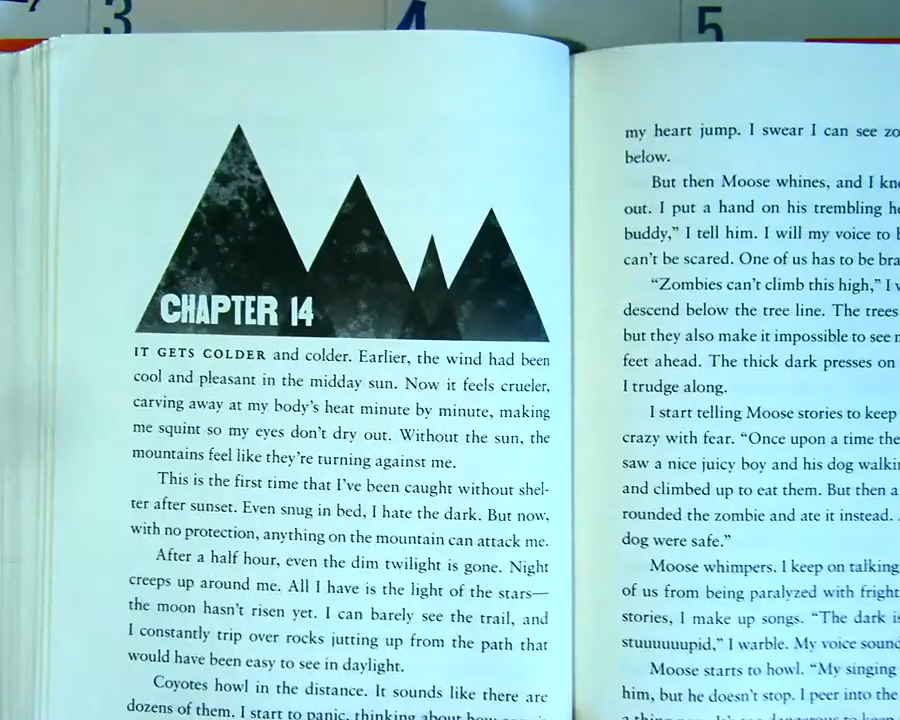 3
4
5
CHAPTER 14
IT GETS COLDER and colder. Earlier, the wind had been
cool and pleasant in the midday sun. Now it feels crueler,
carving away at my body's heat minute by minute, making
me squint so my eyes don't dry out. Without the sun, the
mountains feel like they're turning against me.
This is the first time that I've been caught without shel-
ter after sunset. Even snug in bed, I hate the dark. But now,
with no protection, anything on the mountain can attack me.
After a half hour, even the dim twilight is gone. Night
creeps up around me. All I have is the light of the stars—
the moon hasn't risen yet. I can barely see the trail, and
I constantly trip over rocks jutting up from the path that
would have been easy to see in daylight.
Coyotes howl in the distance. It sounds like there are
dozens of them. I start to panic, thinking about how
my heart jump. I swear I can see
below.
But then Moose whines, and I
out. I put a hand on his trembling
buddy," I tell him. I will my voice to
can't be scared. One of us has to be
"Zombies can't climb this high," I
descend below the tree line. The trees
but they also make it impossible to see
feet ahead. The thick dark presses on
I trudge along.
I start telling Moose stories to keep
crazy with fear. "Once upon a time
saw a nice juicy boy and his dog
and climbed up to eat them. But then a
rounded the zombie and ate it instead.
dog were safe."
Moose whimpers. I keep on talking
of us from being paralyzed with fright
stories, I make up songs. "The dark
stuuuuuupid," I warble. My voice
Moose starts to howl. "My singing
him, but he doesn't stop. I peer into the